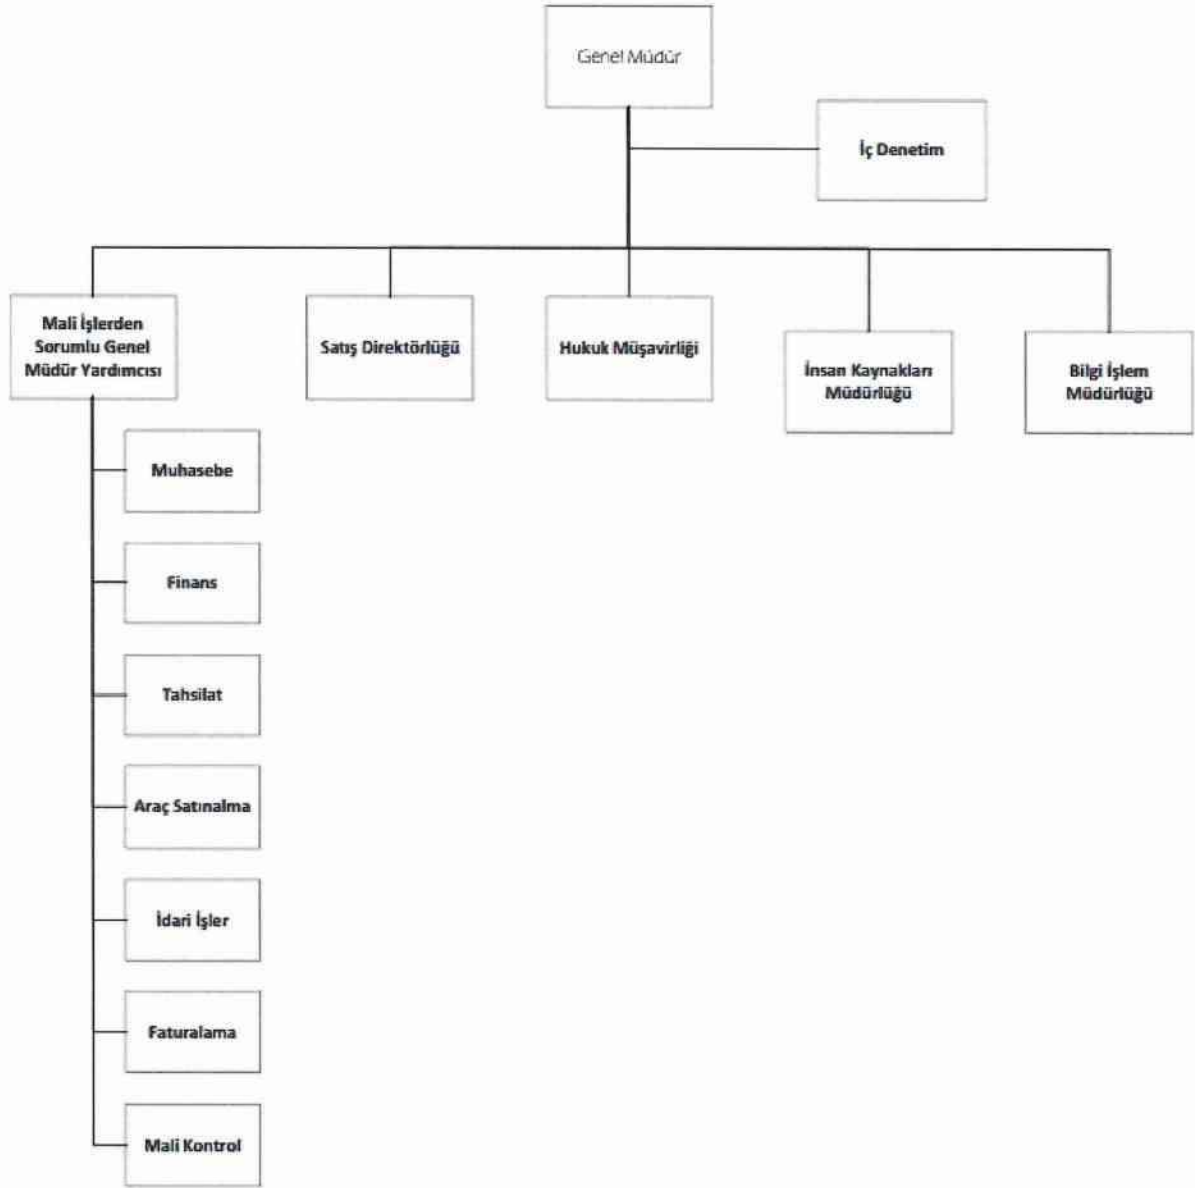 Genel Müdür
İç Denetim
Mali İşlerden
Sorumlu Genel
Müdür Yardımcısı
Satış Direktörlüğü
Hukuk Müşavirliği
İnsan Kaynakları
Müdürlüğü
Bilgi İşlem
Müdürlüğü
Muhasebe
Finans
Tahsilat
Araç Satınalma
İdari İşler
Faturalama
Mali Kontrol